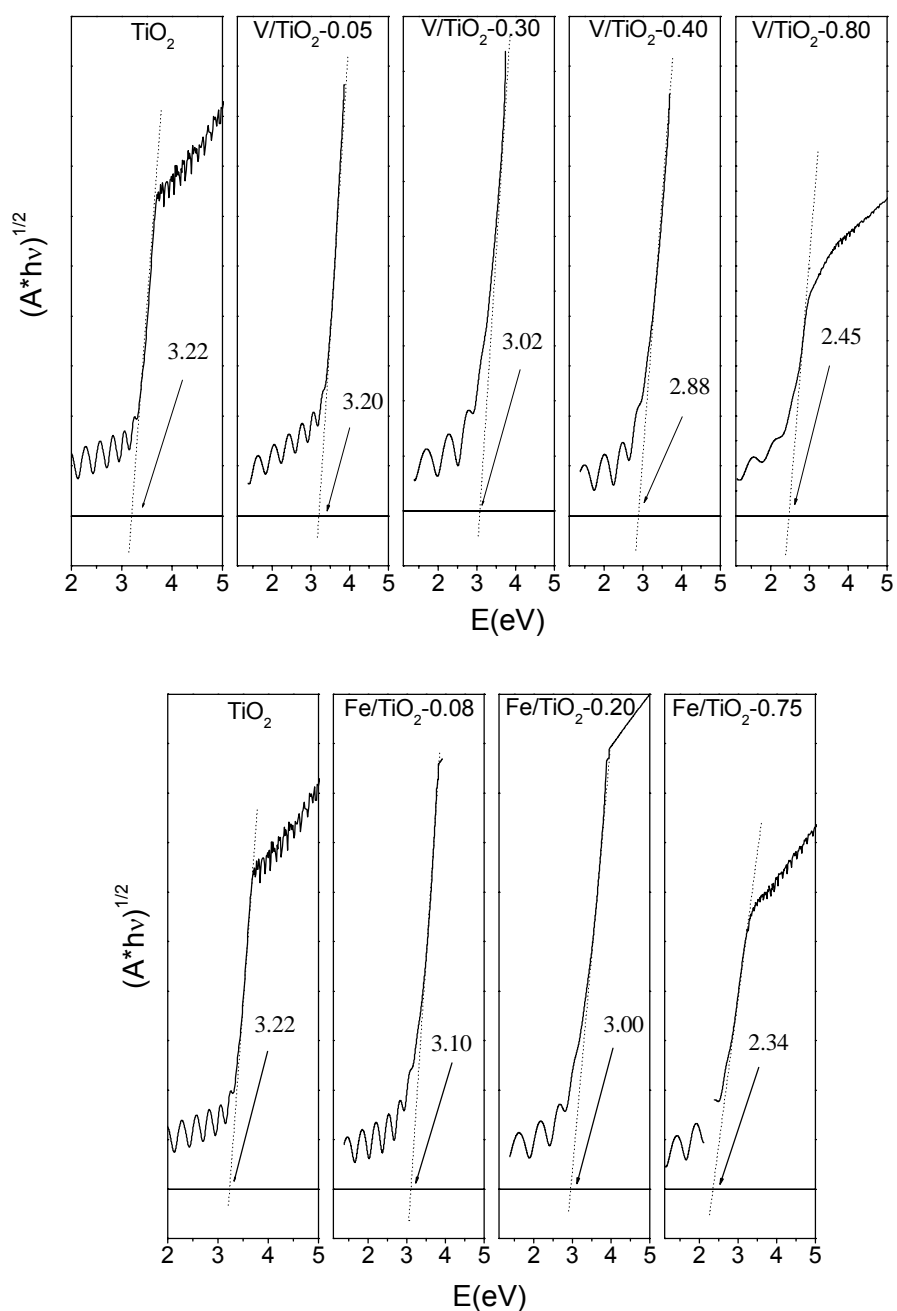 TiO₂ V/TiO₂-0.05 V/TiO₂-0.30 V/TiO₂-0.40 V/TiO₂-0.80
(A*hν)^1/2
3.22 3.20 3.02 2.88 2.45
2 3 4 5 2 3 4 5 2 3 4 5 2 3 4 5 2 3 4 5
E(eV)
TiO₂ Fe/TiO₂-0.08 Fe/TiO₂-0.20 Fe/TiO₂-0.75
(A*hν)^1/2
3.22 3.10 3.00 2.34
2 3 4 5 2 3 4 5 2 3 4 5 2 3 4 5
E(eV)